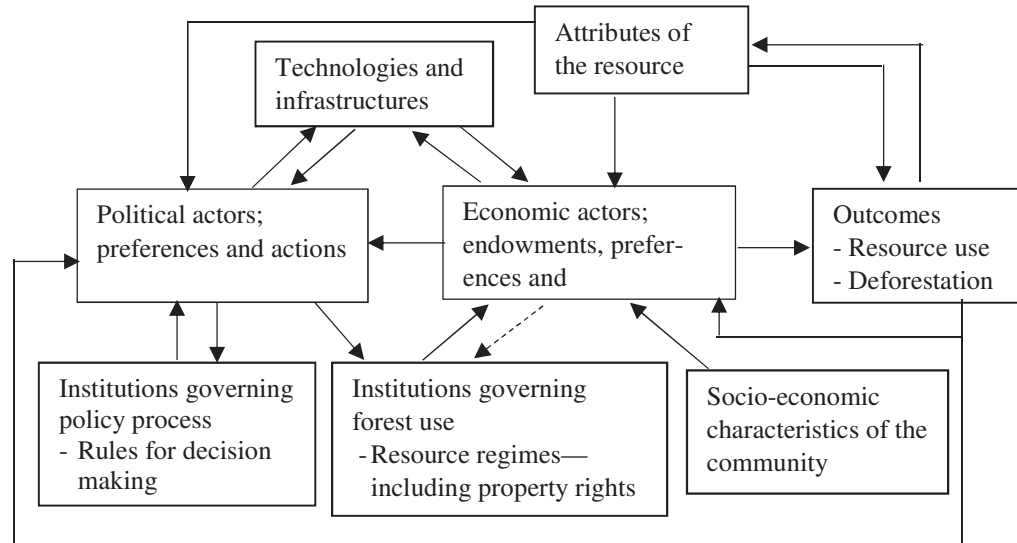 Attributes of
the resource
Technologies and
infrastructures
Political actors;
preferences and actions
Economic actors;
endowments, prefer-
ences and
Outcomes
- Resource use
- Deforestation
Institutions governing
policy process
- Rules for decision
making
Institutions governing
forest use
- Resource regimes—
including property rights
Socio-economic
characteristics of the
community